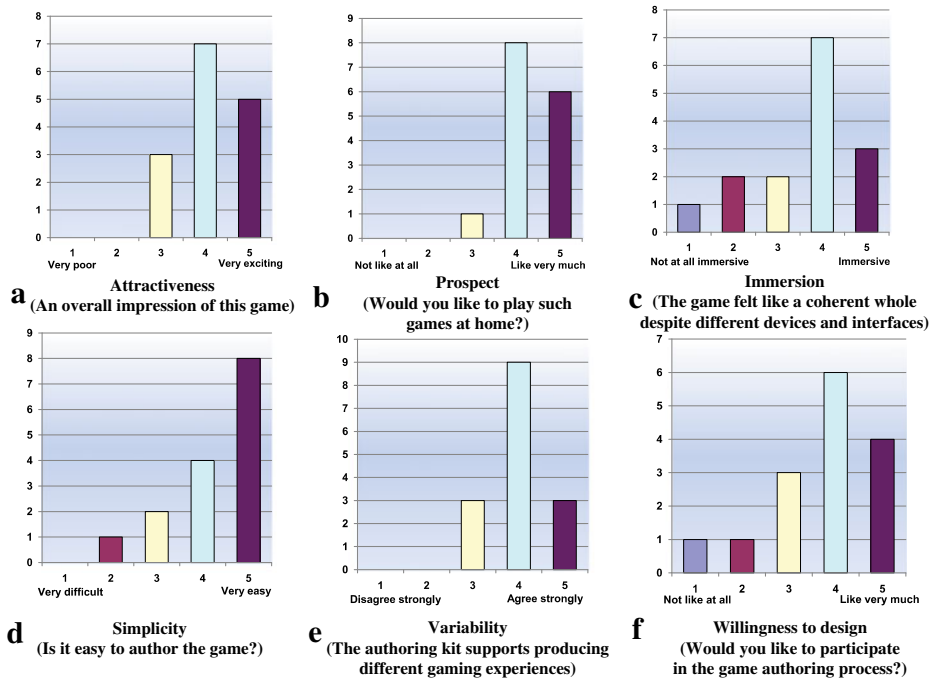 8
7
6
5
4
3
2
1
0
1 2 3 4 5
Very poor Very exciting
a Attractiveness
(An overall impression of this game)
9
8
7
6
5
4
3
2
1
0
1 2 3 4 5
Not like at all Like very much
b Prospect
(Would you like to play such
games at home?)
8
7
6
5
4
3
2
1
0
1 2 3 4 5
Not at all immersive Immersive
c Immersion
(The game felt like a coherent whole
despite different devices and interfaces)
9
8
7
6
5
4
3
2
1
0
1 2 3 4 5
Very difficult Very easy
d Simplicity
(Is it easy to author the game?)
10
9
8
7
6
5
4
3
2
1
0
1 2 3 4 5
Disagree strongly Agree strongly
e Variability
(The authoring kit supports producing
different gaming experiences)
7
6
5
4
3
2
1
0
1 2 3 4 5
Not like at all Like very much
f Willingness to design
(Would you like to participate
in the game authoring process?)